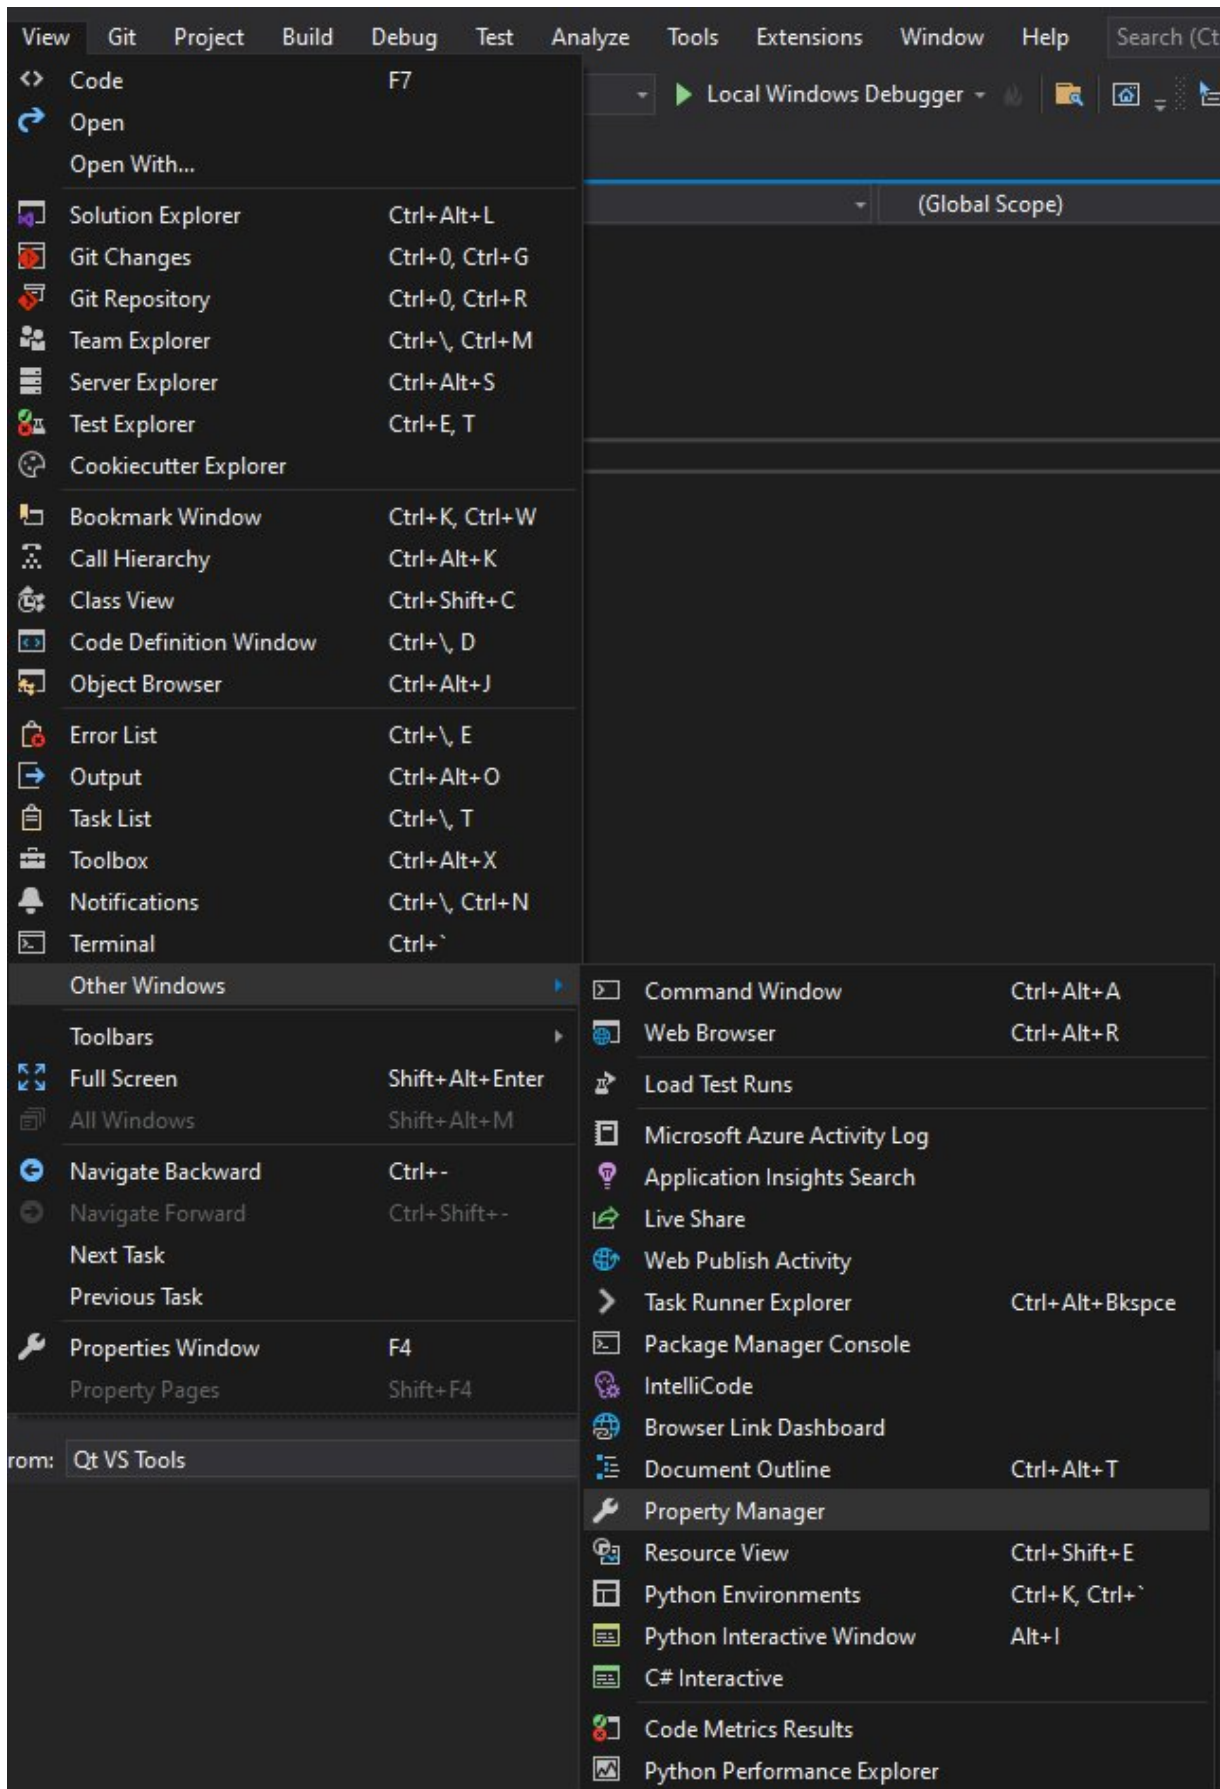 View Git Project Build Debug Test Analyze Tools Extensions Window Help Search (Ct
Code F7
Local Windows Debugger
Open
Open With...
(Global Scope)
Solution Explorer Ctrl+Alt+L
Git Changes Ctrl+0, Ctrl+G
Git Repository Ctrl+0, Ctrl+R
Team Explorer Ctrl+\, Ctrl+M
Server Explorer Ctrl+Alt+S
Test Explorer Ctrl+E, T
Cookiecutter Explorer
Bookmark Window Ctrl+K, Ctrl+W
Call Hierarchy Ctrl+Alt+K
Class View Ctrl+Shift+C
Code Definition Window Ctrl+\, D
Object Browser Ctrl+Alt+J
Error List Ctrl+\, E
Output Ctrl+Alt+O
Task List Ctrl+\, T
Toolbox Ctrl+Alt+X
Notifications Ctrl+\, Ctrl+N
Terminal Ctrl+`
Other Windows
Toolbars
Full Screen Shift+Alt+Enter
All Windows Shift+Alt+M
Navigate Backward Ctrl+-
Navigate Forward Ctrl+Shift+-
Next Task
Previous Task
Properties Window F4
Property Pages Shift+F4
rom: Qt VS Tools
Command Window Ctrl+Alt+A
Web Browser Ctrl+Alt+R
Load Test Runs
Microsoft Azure Activity Log
Application Insights Search
Live Share
Web Publish Activity
Task Runner Explorer Ctrl+Alt+Bkspce
Package Manager Console
IntelliCode
Browser Link Dashboard
Document Outline Ctrl+Alt+T
Property Manager
Resource View Ctrl+Shift+E
Python Environments Ctrl+K, Ctrl+`
Python Interactive Window Alt+I
C# Interactive
Code Metrics Results
Python Performance Explorer